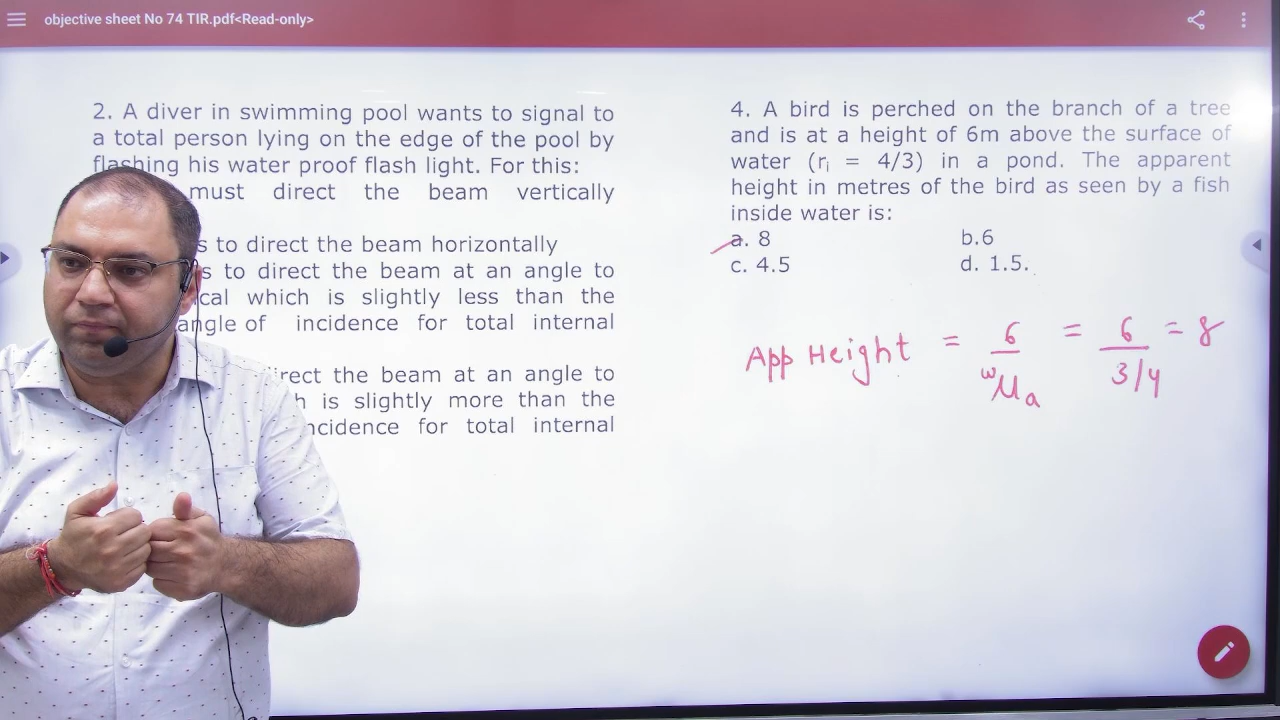 objective sheet No 74 TIR.pdf<Read-only>
2. A diver in swimming pool wants to signal to
a total person lying on the edge of the pool by
flashing his water proof flash light. For this:
must direct the beam vertically
s to direct the beam horizontally
s to direct the beam at an angle to
cal which is slightly less than the
angle of incidence for total internal
irect the beam at an angle to
h is slightly more than the
ncidence for total internal
4. A bird is perched on the branch of a tree
and is at a height of 6m above the surface of
water (rᵢ = 4/3) in a pond. The apparent
height in metres of the bird as seen by a fish
inside water is:
a. 8 b.6
c. 4.5 d. 1.5.
App Height = 6/ʷμₐ = 6/3/4 = 8